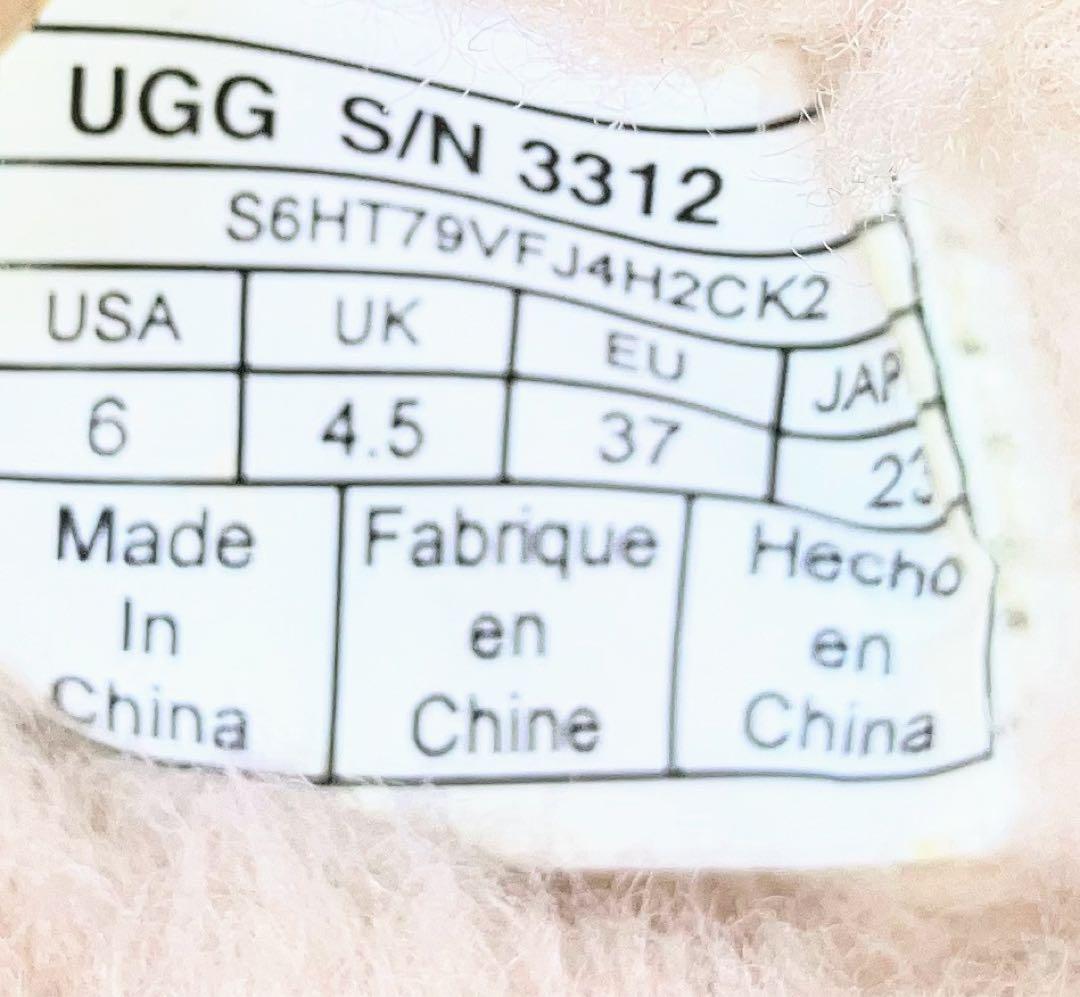 UGG S/N 3312
S6HT79VFJ4H2CK2
USA UK EU JAP
6 4.5 37 23
Made Fabrique Hecho
In en en
China Chine China